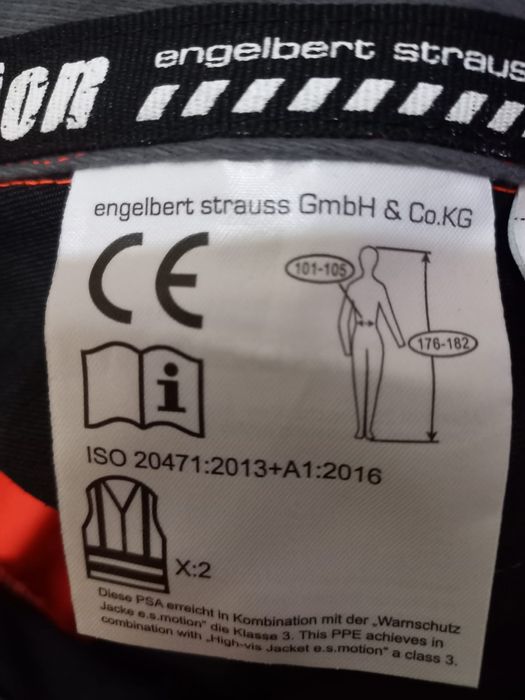 engelbert strauss
engelbert strauss GmbH & Co.KG
CE
101-105
176-182
i
ISO 20471:2013+A1:2016
X:2
Diese PSA erreicht in Kombination mit der „Warnschutz
Jacke e.s.motion" die Klasse 3. This PPE achieves in
combination with „High-vis Jacket e.s.motion" a class 3.